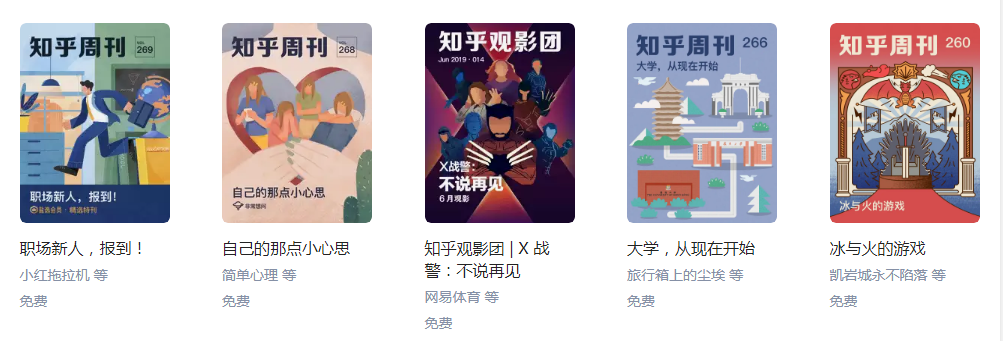 知乎周刊
269
职场新人，报到！
盐选会员 · 精选特刊
职场新人，报到！
小红拖拉机 等
免费
知乎周刊
268
自己的那点小心思
非常提问
自己的那点小心思
简单心理 等
免费
知乎观影团
Jun 2019 · 014
X战警：
不说再见
6 月观影
知乎观影团 | X 战
警：不说再见
网易体育 等
免费
知乎周刊 266
大学，从现在开始
大学，从现在开始
旅行箱上的尘埃 等
免费
知乎周刊 260
冰与火的游戏
冰与火的游戏
凯岩城永不陷落 等
免费